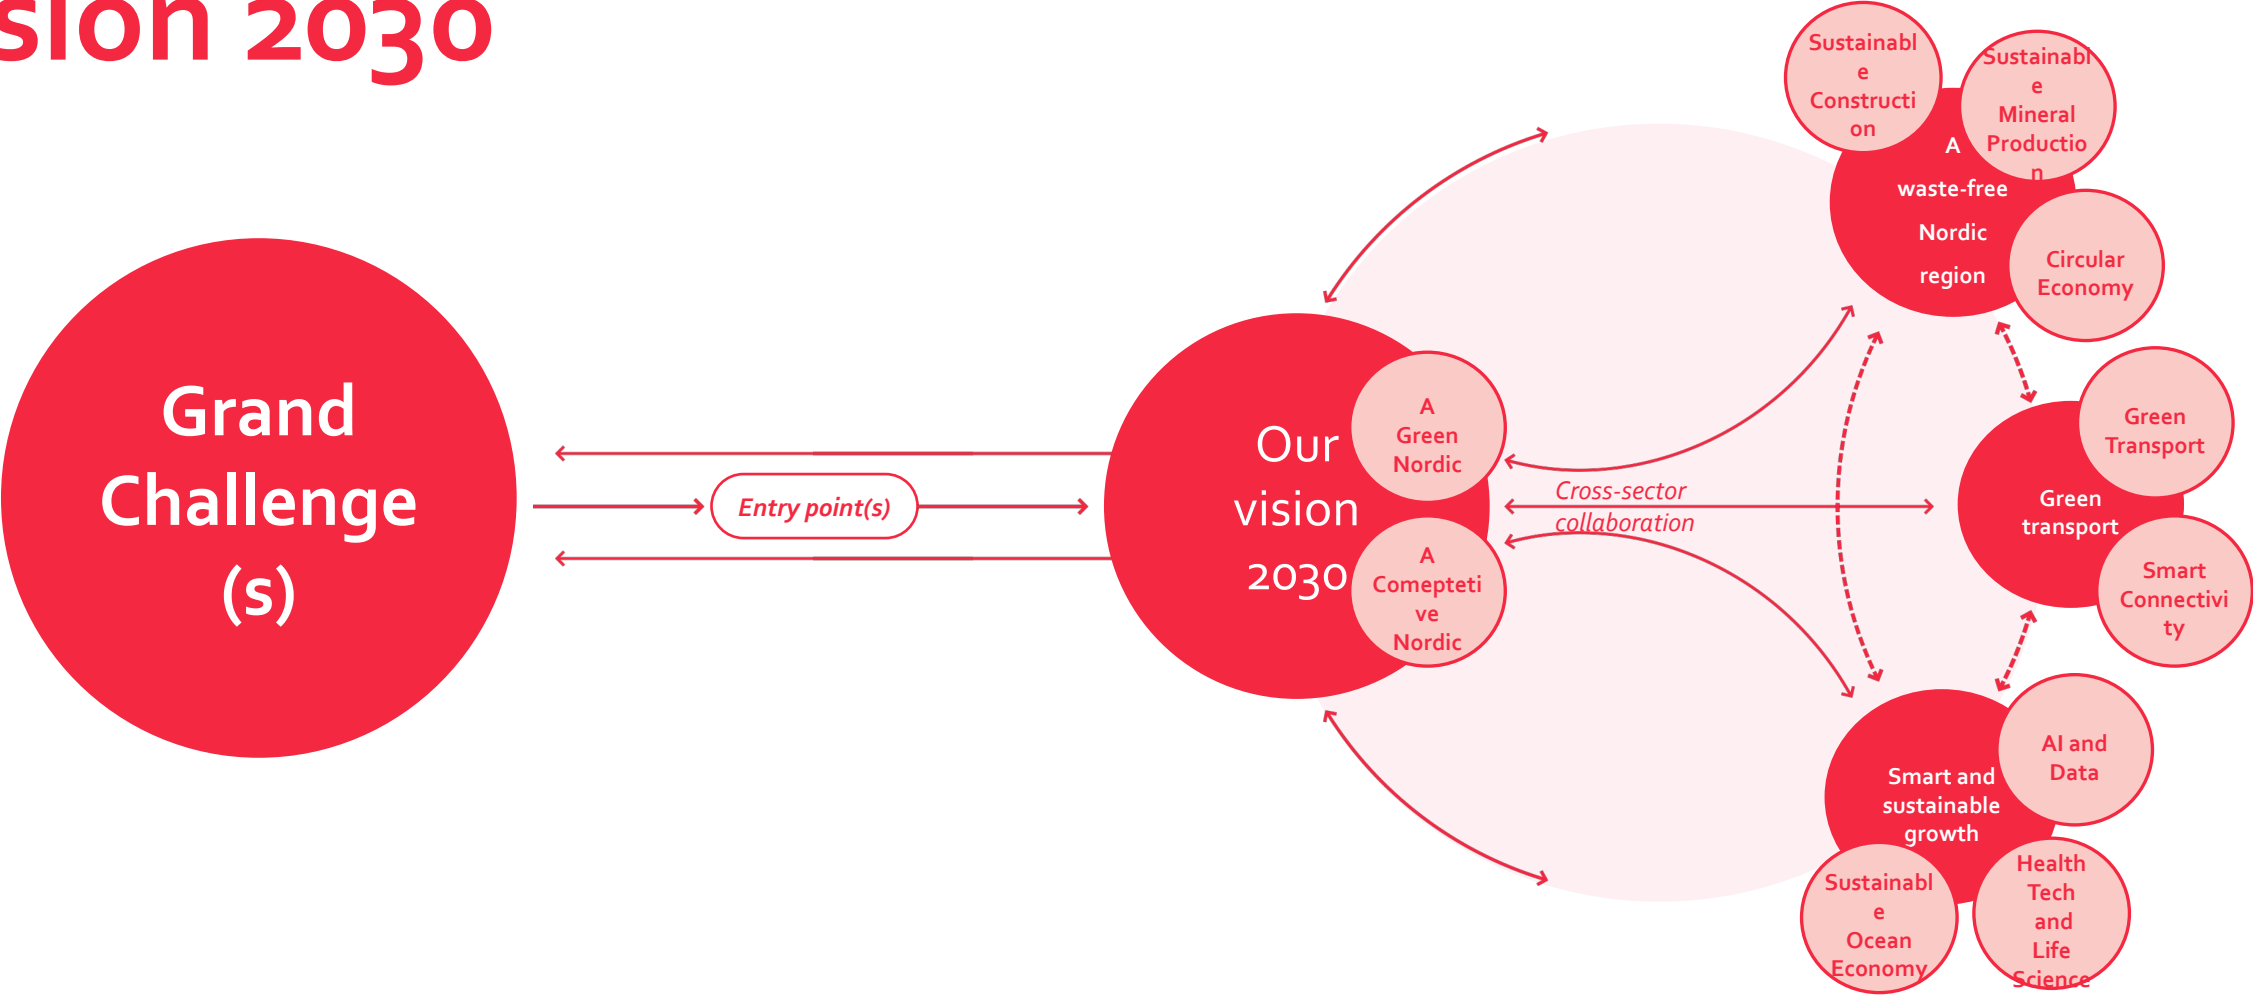 sion 2030
Grand
Challenge
(s)
Entry point(s)
Our
vision
2030
A
Green
Nordic
A
Comepteti
ve
Nordic
Cross-sector
collaboration
Sustainabl
e
Constructi
on
Sustainabl
e
Mineral
Productio
n
A
waste-free
Nordic
region
Circular
Economy
Green
Transport
Green
transport
Smart
Connectivi
ty
AI and
Data
Smart and
sustainable
growth
Sustainabl
e
Ocean
Economy
Health
Tech
and
Life
Science